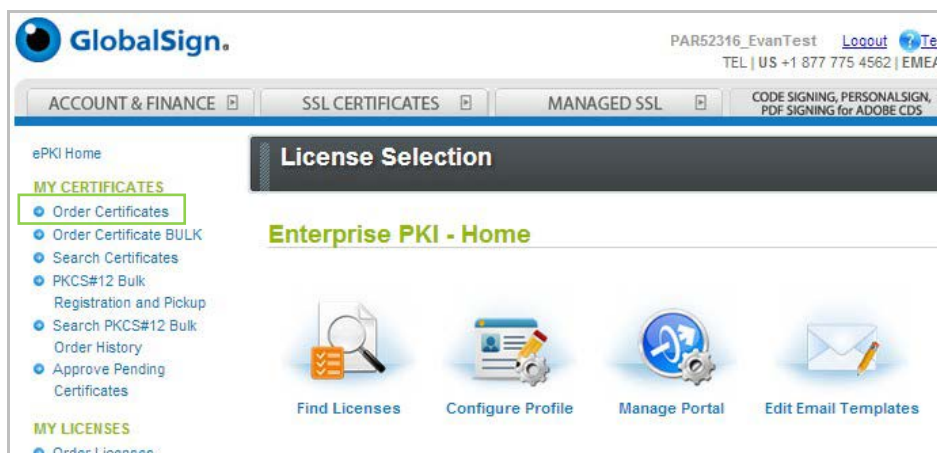 GlobalSign.
PAR52316_EvanTest Logout ? Te
TEL | US +1 877 775 4562 | EMEA
ACCOUNT & FINANCE
SSL CERTIFICATES
MANAGED SSL
CODE SIGNING, PERSONALSIGN,
PDF SIGNING for ADOBE CDS
ePKI Home
MY CERTIFICATES
Order Certificates
Order Certificate BULK
Search Certificates
PKCS#12 Bulk
Registration and Pickup
Search PKCS#12 Bulk
Order History
Approve Pending
Certificates
MY LICENSES
Order Licenses
License Selection
Enterprise PKI - Home
Find Licenses
Configure Profile
Manage Portal
Edit Email Templates